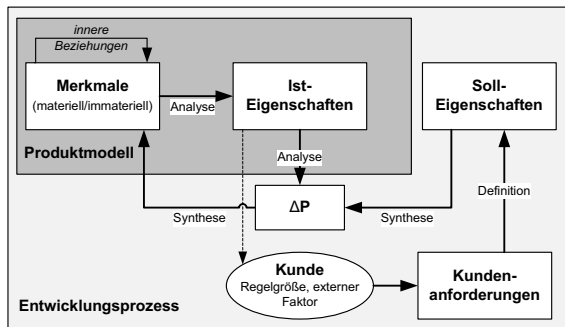 innere
Beziehungen
Merkmale
(materiell/immateriell)
Analyse
Ist-
Eigenschaften
Soll-
Eigenschaften
Produktmodell
Analyse
Definition
ΔP
Synthese
Synthese
Kunde
Regelgröße, externer
Faktor
Kunden-
anforderungen
Entwicklungsprozess